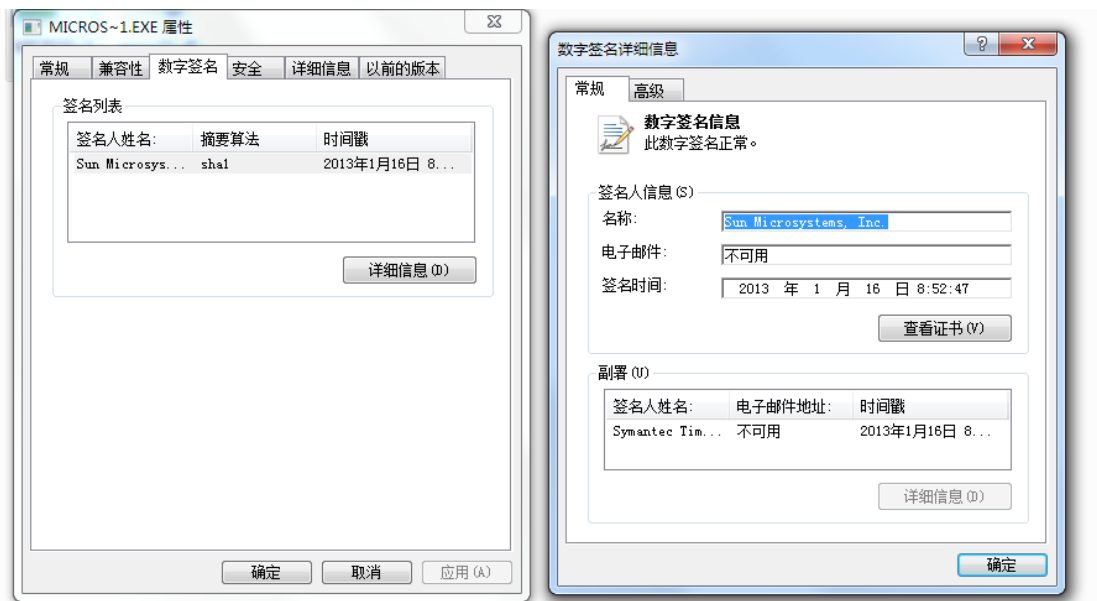 MICROS~1.EXE 属性
常规 兼容性 数字签名 安全 详细信息 以前的版本
签名列表
签名人姓名: 摘要算法 时间戳
Sun Microsys... sha1 2013年1月16日 8...
详细信息(D)
确定 取消 应用(A)
数字签名详细信息
常规 高级
数字签名信息
此数字签名正常。
签名人信息(S)
名称: Sun Microsystems, Inc.
电子邮件: 不可用
签名时间: 2013 年 1 月 16 日 8:52:47
查看证书(V)
副署(U)
签名人姓名: 电子邮件地址: 时间戳
Symantec Tim... 不可用 2013年1月16日 8...
详细信息(D)
确定